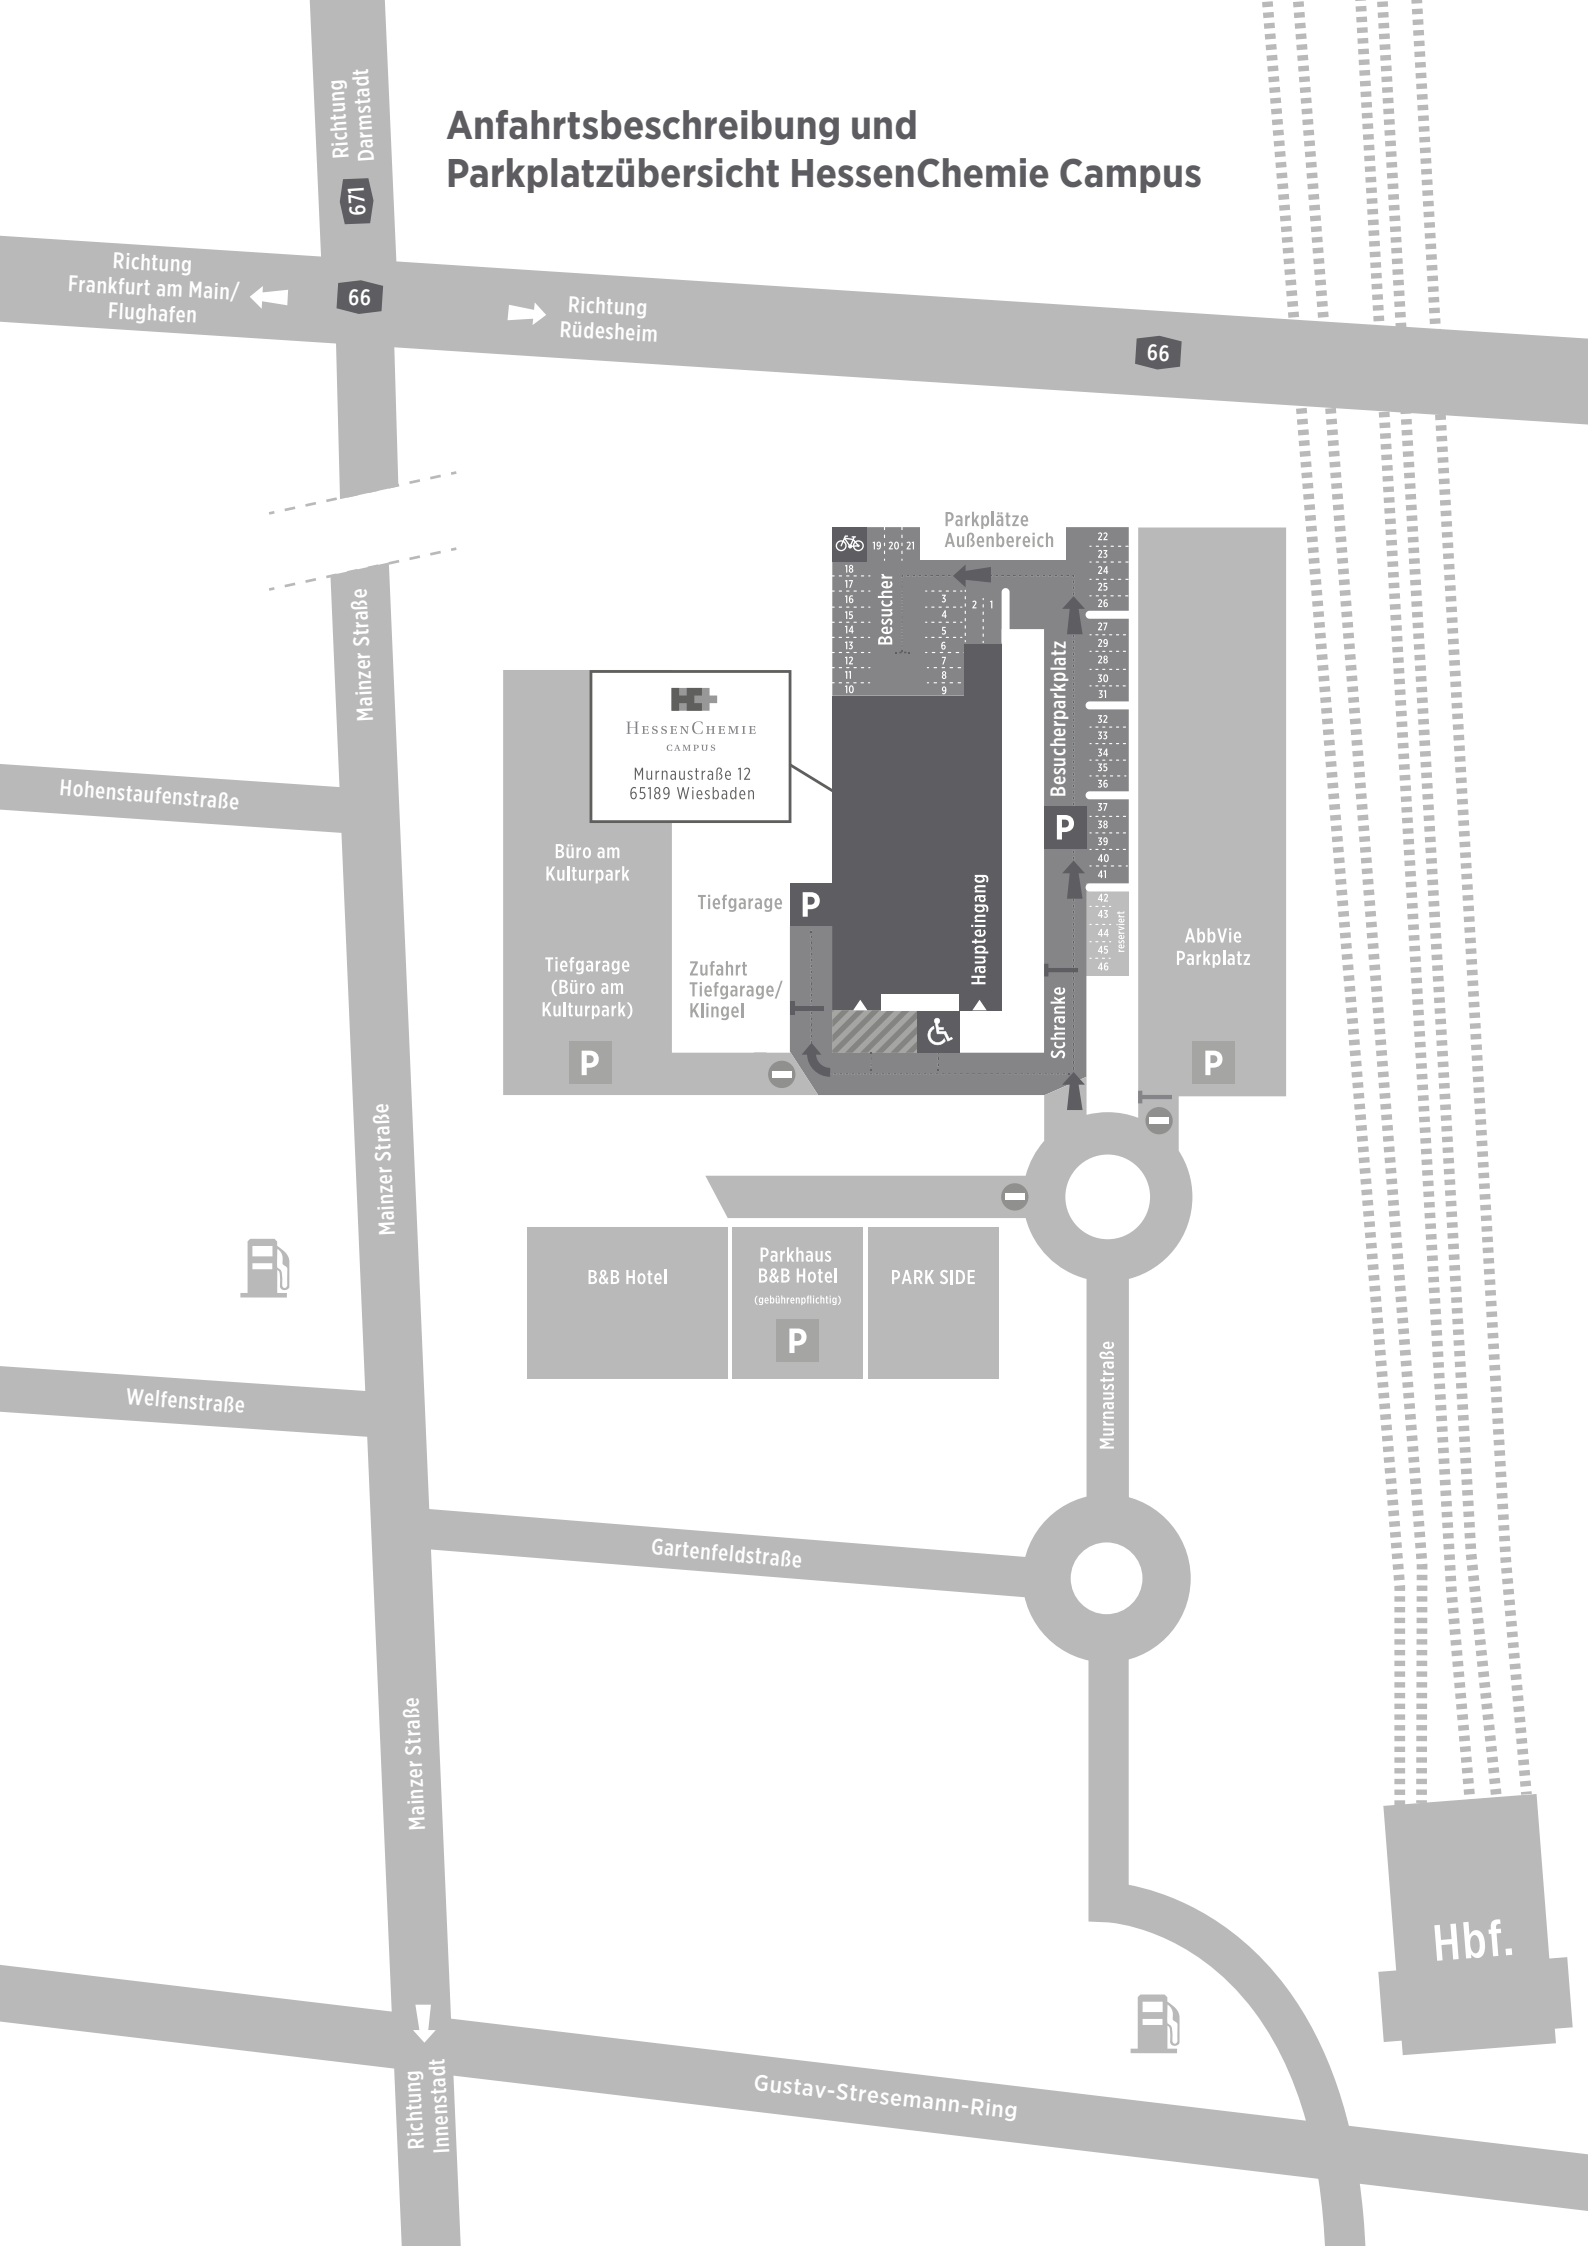 Anfahrtsbeschreibung und
Parkplatzübersicht HessenChemie Campus
Richtung
Darmstadt
671
Richtung
Frankfurt am Main/
Flughafen
66
Richtung
Rüdesheim
66
Parkplätze
Außenbereich
19 20 21
18
17
16
15
14
13
12
11
10
Besucher
3
4
5
6
7
8
9
2 1
22
23
24
25
26
27
29
28
30
31
32
33
34
35
36
37
38
39
40
41
42
43
44
45
46
reserviert
Besucherparkplatz
P
Mainzer Straße
HESSENCHEMIE
CAMPUS
Murnaustraße 12
65189 Wiesbaden
Hohenstaufenstraße
Büro am
Kulturpark
Tiefgarage
P
Haupteingang
AbbVie
Parkplatz
P
Tiefgarage
(Büro am
Kulturpark)
P
Zufahrt
Tiefgarage/
Klingel
Schranke
Mainzer Straße
B&B Hotel
Parkhaus
B&B Hotel
(gebührenpflichtig)
P
PARK SIDE
Murnaustraße
Welfenstraße
Gartenfeldstraße
Mainzer Straße
Hbf.
Richtung
Innenstadt
Gustav-Stresemann-Ring